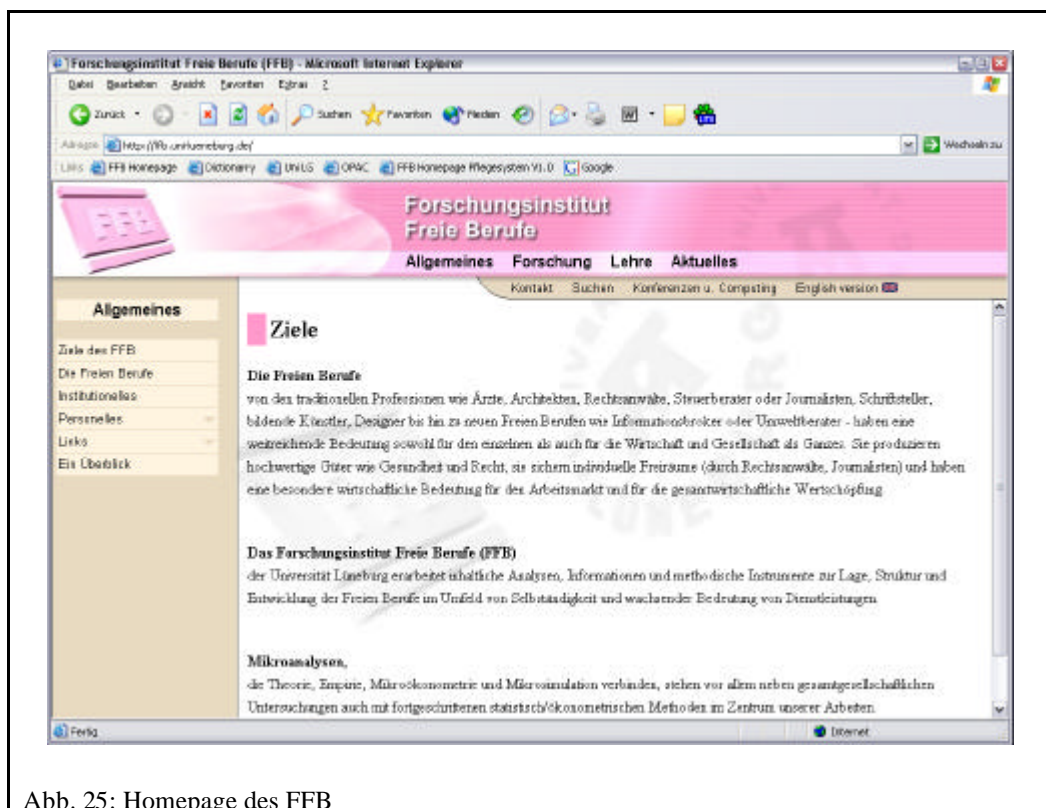 Forschungsinstitut Freie Berufe (FFB) - Microsoft Internet Explorer
Datei Bearbeiten Ansicht Favoriten Extras ?
Zurück Suchen Favoriten Medien
Adresse http://ffb.uni-lueneburg.de/ Wechseln zu
Links FFB Homepage Dictionary Uni LG OPAC FFB Homepage Pflegesystem V1.0 Google
FFB
Forschungsinstitut
Freie Berufe
Allgemeines Forschung Lehre Aktuelles
Kontakt Suchen Konferenzen u. Computing English version
Allgemeines
Ziele des FFB
Die Freien Berufe
Institutionelles
Personelles
Links
Ein Überblick
Ziele
Die Freien Berufe
von den traditionellen Professionen wie Ärzte, Architekten, Rechtsanwälte, Steuerberater oder Journalisten, Schriftsteller,
bildende Künstler, Designer bis hin zu neuen Freien Berufen wie Informationsbroker oder Umweltberater - haben eine
weitreichende Bedeutung sowohl für den einzelnen als auch für die Wirtschaft und Gesellschaft als Ganzes. Sie produzieren
hochwertige Güter wie Gesundheit und Recht, sie sichern individuelle Freiräume (durch Rechtsanwälte, Journalisten) und haben
eine besondere wirtschaftliche Bedeutung für den Arbeitsmarkt und für die gesamtwirtschaftliche Wertschöpfung.
Das Forschungsinstitut Freie Berufe (FFB)
der Universität Lüneburg erarbeitet inhaltliche Analysen, Informationen und methodische Instrumente zur Lage, Struktur und
Entwicklung der Freien Berufe im Umfeld von Selbständigkeit und wachsender Bedeutung von Dienstleistungen.
Mikroanalysen,
die Theorie, Empirie, Mikroökonometrie und Mikrosimulation verbinden, stehen vor allem neben gesamtgesellschaftlichen
Untersuchungen auch mit fortgeschrittenen statistisch/ökonometrischen Methoden im Zentrum unserer Arbeiten.
Fertig Internet
Abb. 25: Homepage des FFB